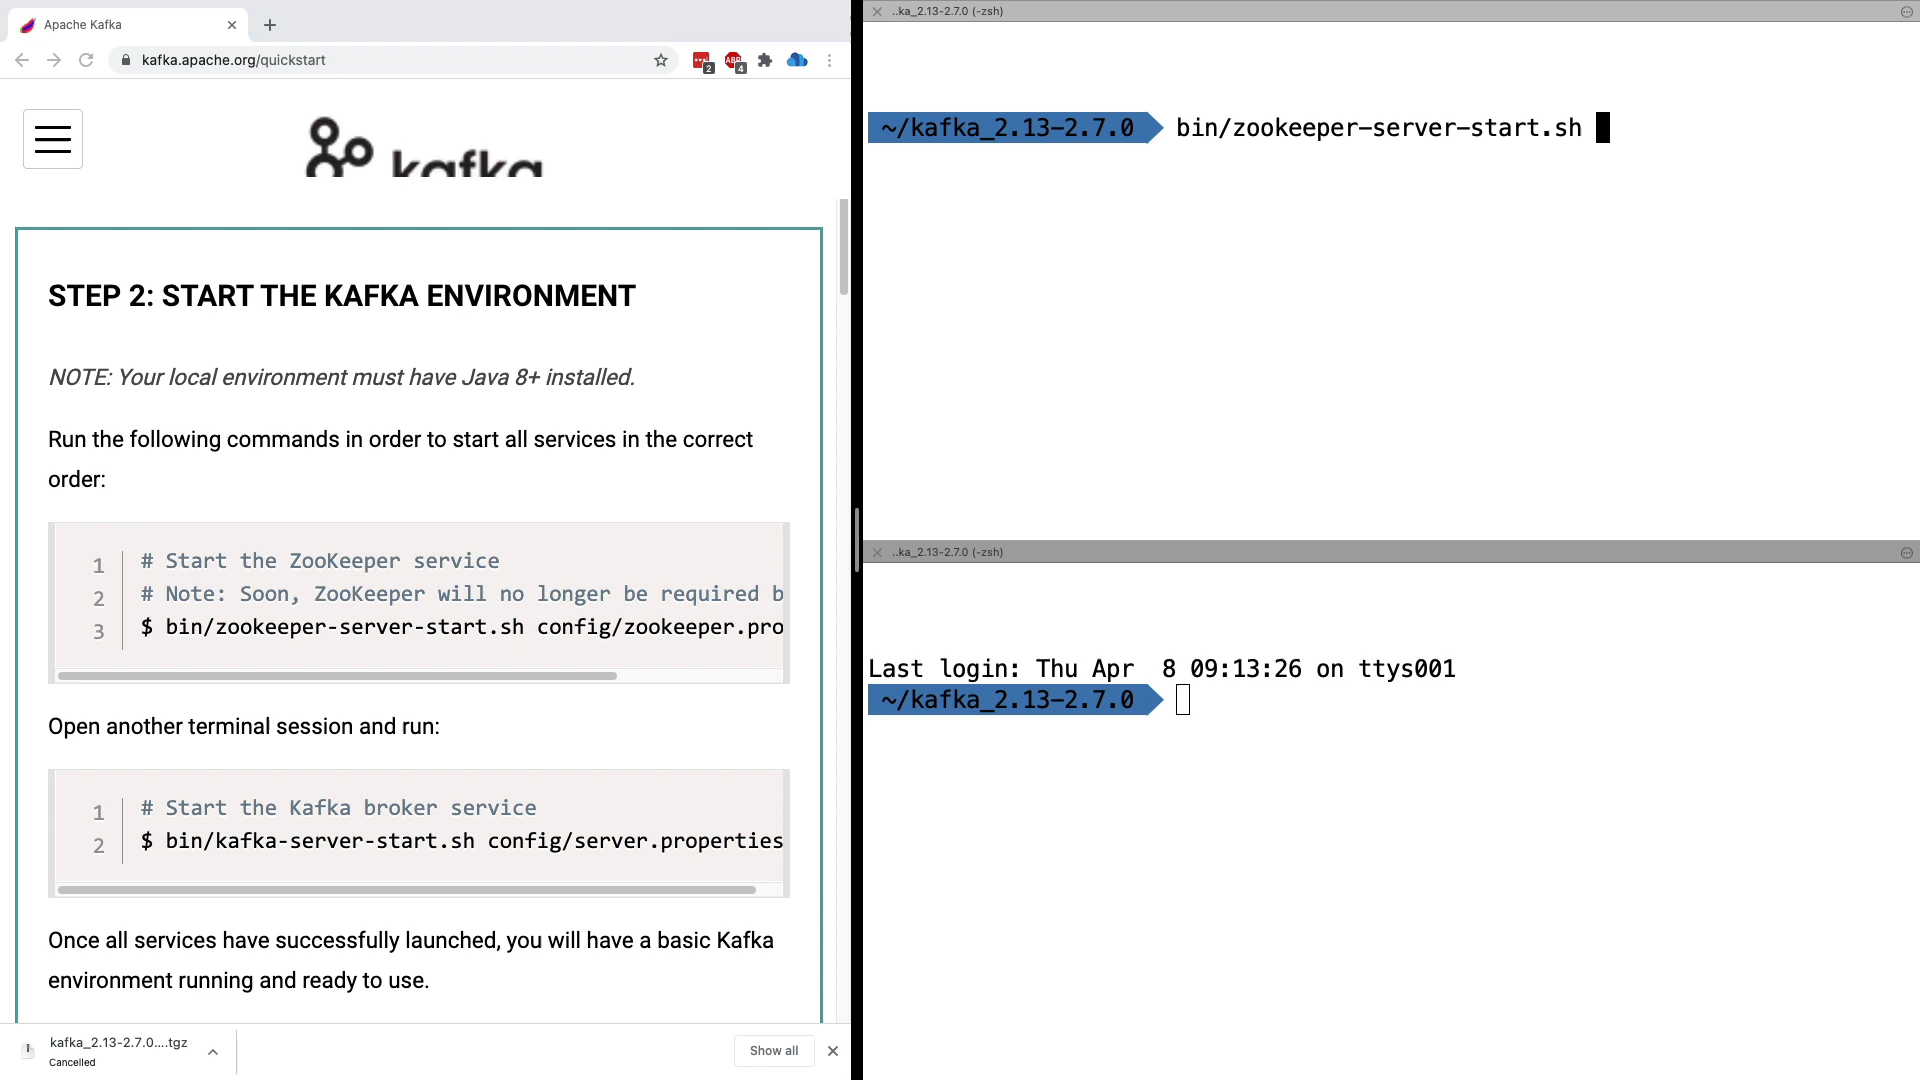 Apache Kafka
kafka.apache.org/quickstart
2
ABP
4
kafka
STEP 2: START THE KAFKA ENVIRONMENT
NOTE: Your local environment must have Java 8+ installed.
Run the following commands in order to start all services in the correct
order:
1 # Start the ZooKeeper service
2 # Note: Soon, ZooKeeper will no longer be required b
3 $ bin/zookeeper-server-start.sh config/zookeeper.pro
Open another terminal session and run:
1 # Start the Kafka broker service
2 $ bin/kafka-server-start.sh config/server.properties
Once all services have successfully launched, you will have a basic Kafka
environment running and ready to use.
kafka_2.13-2.7.0....tgz
Cancelled
Show all
..ka_2.13-2.7.0 (-zsh)
~/kafka_2.13-2.7.0 bin/zookeeper-server-start.sh
..ka_2.13-2.7.0 (-zsh)
Last login: Thu Apr  8 09:13:26 on ttys001
~/kafka_2.13-2.7.0